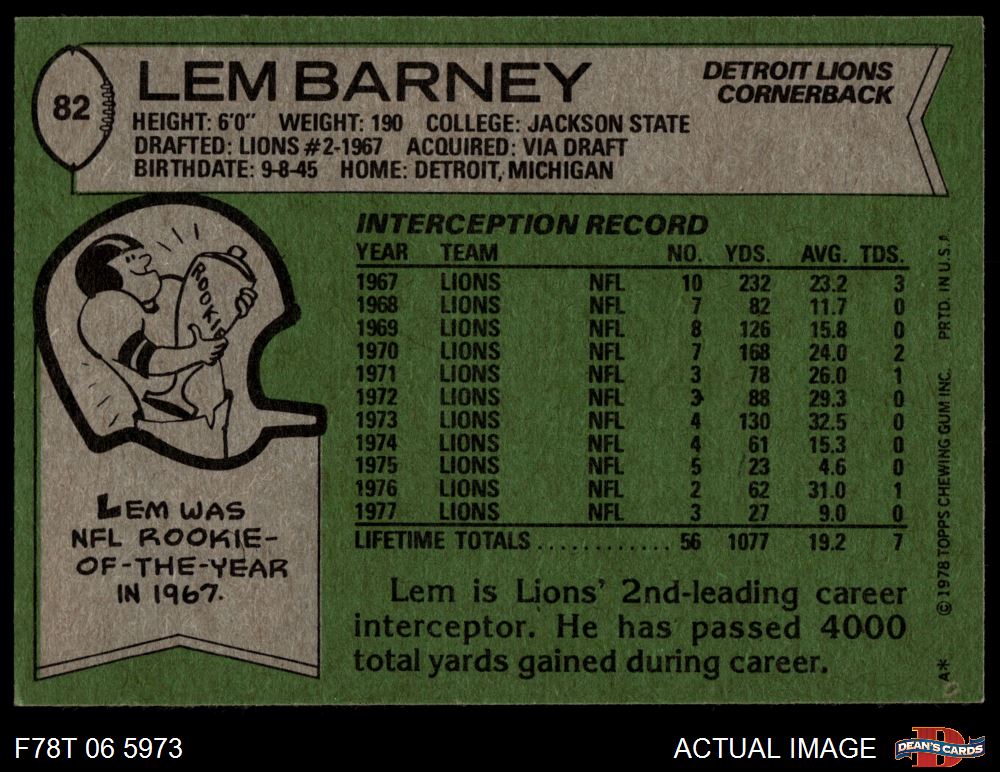 82
LEM BARNEY
DETROIT LIONS
CORNERBACK
HEIGHT: 6'0" WEIGHT: 190 COLLEGE: JACKSON STATE
DRAFTED: LIONS #2-1967 ACQUIRED: VIA DRAFT
BIRTHDATE: 9-8-45 HOME: DETROIT, MICHIGAN
ROOKIE
LEM WAS
NFL ROOKIE-
OF-THE-YEAR
IN 1967.
INTERCEPTION RECORD
YEAR TEAM NO. YDS. AVG. TDS.
1967 LIONS NFL 10 232 23.2 3
1968 LIONS NFL 7 82 11.7 0
1969 LIONS NFL 8 126 15.8 0
1970 LIONS NFL 7 168 24.0 2
1971 LIONS NFL 3 78 26.0 1
1972 LIONS NFL 3 88 29.3 0
1973 LIONS NFL 4 130 32.5 0
1974 LIONS NFL 4 61 15.3 0
1975 LIONS NFL 5 23 4.6 0
1976 LIONS NFL 2 62 31.0 1
1977 LIONS NFL 3 27 9.0 0
LIFETIME TOTALS ............ 56 1077 19.2 7
Lem is Lions' 2nd-leading career
interceptor. He has passed 4000
total yards gained during career.
A* © 1978 TOPPS CHEWING GUM INC. PRTD. IN U.S.A.
F78T 06 5973
ACTUAL IMAGE
DEAN'S CARDS